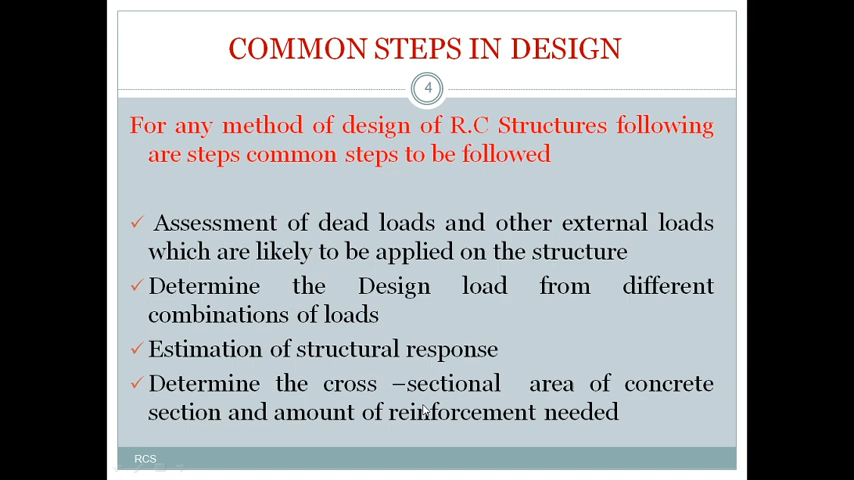 COMMON STEPS IN DESIGN
4
For any method of design of R.C Structures following
are steps common steps to be followed
✓ Assessment of dead loads and other external loads
which are likely to be applied on the structure
✓ Determine the Design load from different
combinations of loads
✓ Estimation of structural response
✓ Determine the cross –sectional area of concrete
section and amount of reinforcement needed
RCS